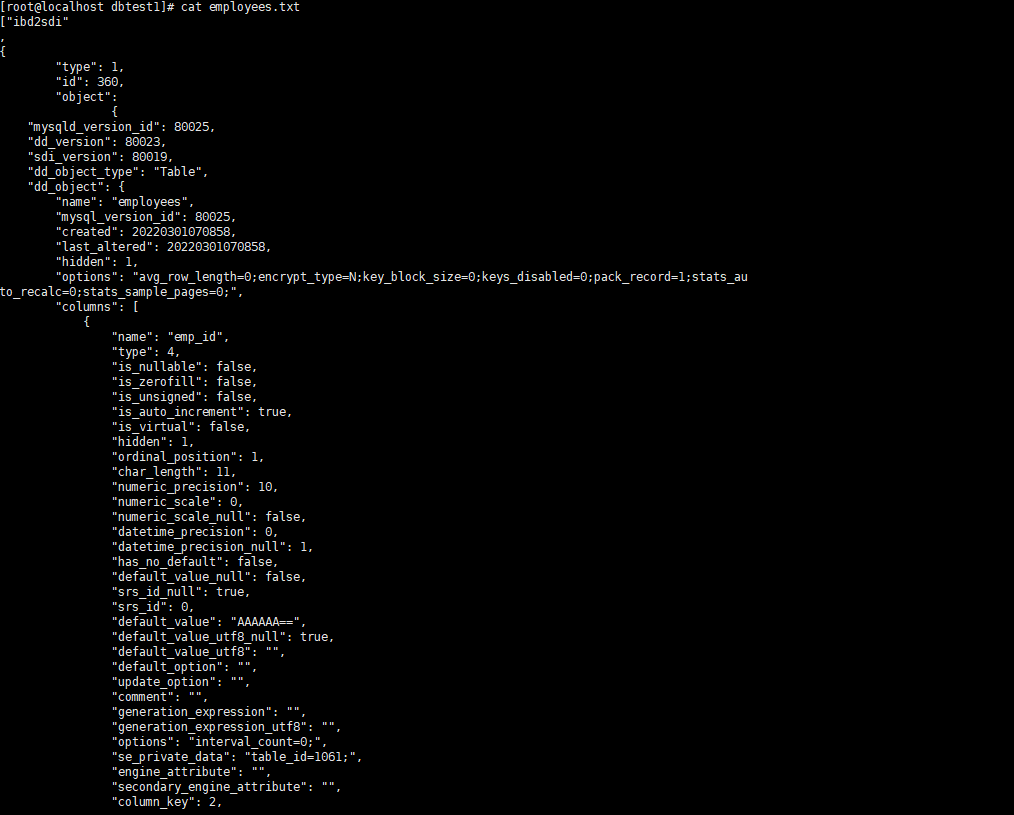 [root@localhost dbtest1]# cat employees.txt
["ibd2sdi"
,
{
        "type": 1,
        "id": 360,
        "object":
                {
    "mysqld_version_id": 80025,
    "dd_version": 80023,
    "sdi_version": 80019,
    "dd_object_type": "Table",
    "dd_object": {
        "name": "employees",
        "mysql_version_id": 80025,
        "created": 20220301070858,
        "last_altered": 20220301070858,
        "hidden": 1,
        "options": "avg_row_length=0;encrypt_type=N;key_block_size=0;keys_disabled=0;pack_record=1;stats_au
to_recalc=0;stats_sample_pages=0;",
        "columns": [
            {
                "name": "emp_id",
                "type": 4,
                "is_nullable": false,
                "is_zerofill": false,
                "is_unsigned": false,
                "is_auto_increment": true,
                "is_virtual": false,
                "hidden": 1,
                "ordinal_position": 1,
                "char_length": 11,
                "numeric_precision": 10,
                "numeric_scale": 0,
                "numeric_scale_null": false,
                "datetime_precision": 0,
                "datetime_precision_null": 1,
                "has_no_default": false,
                "default_value_null": false,
                "srs_id_null": true,
                "srs_id": 0,
                "default_value": "AAAAAA==",
                "default_value_utf8_null": true,
                "default_value_utf8": "",
                "default_option": "",
                "update_option": "",
                "comment": "",
                "generation_expression": "",
                "generation_expression_utf8": "",
                "options": "interval_count=0;",
                "se_private_data": "table_id=1061;",
                "engine_attribute": "",
                "secondary_engine_attribute": "",
                "column_key": 2,